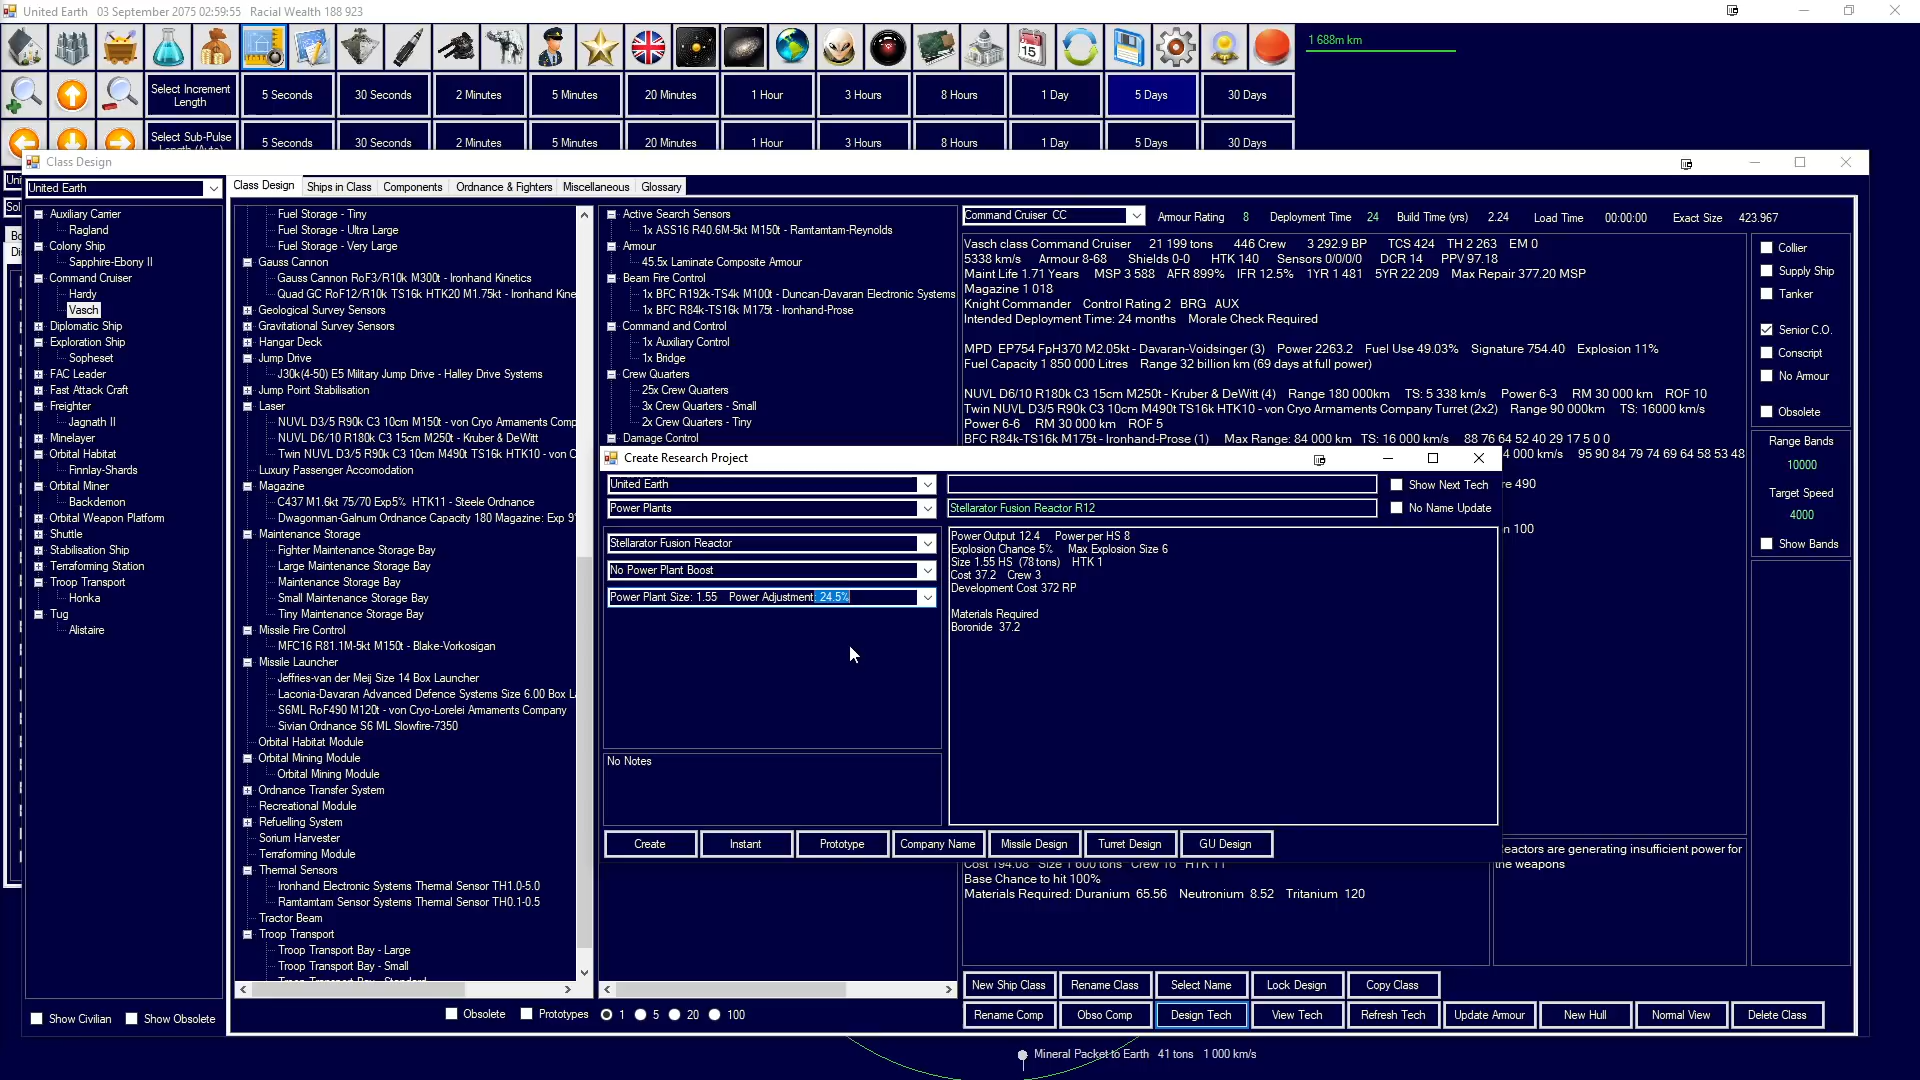 United Earth   03 September 2075 02:59:55   Racial Wealth 188 923
1 688m km
Select Increment Length
5 Seconds
30 Seconds
2 Minutes
5 Minutes
20 Minutes
1 Hour
3 Hours
8 Hours
1 Day
5 Days
30 Days
Select Sub-Pulse
5 Seconds
30 Seconds
2 Minutes
5 Minutes
20 Minutes
1 Hour
3 Hours
8 Hours
1 Day
5 Days
30 Days
Class Design
United Earth
Auxiliary Carrier
Ragland
Colony Ship
Sapphire-Ebony II
Command Cruiser
Hardy
Vasch
Diplomatic Ship
Exploration Ship
Sopheset
FAC Leader
Fast Attack Craft
Freighter
Jagnath II
Minelayer
Orbital Habitat
Finnlay-Shards
Orbital Miner
Backdemon
Orbital Weapon Platform
Shuttle
Stabilisation Ship
Terraforming Station
Troop Transport
Honka
Tug
Alistaire
Show Civilian
Show Obsolete
Class Design
Ships in Class
Components
Ordnance & Fighters
Miscellaneous
Glossary
Fuel Storage - Tiny
Fuel Storage - Ultra Large
Fuel Storage - Very Large
Gauss Cannon
Gauss Cannon RoF3/R10k M300t - Ironhand Kinetics
Quad GC RoF12/R10k TS16k HTK20 M1.75kt - Ironhand Kine
Geological Survey Sensors
Gravitational Survey Sensors
Hangar Deck
Jump Drive
J30k(4-50) E5 Military Jump Drive - Halley Drive Systems
Jump Point Stabilisation
Laser
NUVL D3/5 R90k C3 10cm M150t - von Cryo Armaments Comp
NUVL D6/10 R180k C3 15cm M250t - Kruber & DeWitt
Twin NUVL D3/5 R90k C3 10cm M490t TS16k HTK10 - von C
Luxury Passenger Accomodation
Magazine
C437 M1.6kt 75/70 Exp5%  HTK11 - Steele Ordnance
Dwagonman-Galnum Ordnance Capacity 180 Magazine: Exp 9
Maintenance Storage
Fighter Maintenance Storage Bay
Large Maintenance Storage Bay
Maintenance Storage Bay
Small Maintenance Storage Bay
Tiny Maintenance Storage Bay
Missile Fire Control
MFC16 R81.1M-5kt M150t - Blake-Vorkosigan
Missile Launcher
Jeffries-van der Meij Size 14 Box Launcher
Laconia-Davaran Advanced Defence Systems Size 6.00 Box L
S6ML RoF490 M120t - von Cryo-Lorelei Armaments Company
Sivian Ordnance S6 ML Slowfire-7350
Orbital Habitat Module
Orbital Mining Module
Orbital Mining Module
Ordnance Transfer System
Recreational Module
Refuelling System
Sorium Harvester
Terraforming Module
Thermal Sensors
Ironhand Electronic Systems Thermal Sensor TH1.0-5.0
Ramtamtam Sensor Systems Thermal Sensor TH0.1-0.5
Tractor Beam
Troop Transport
Troop Transport Bay - Large
Troop Transport Bay - Small
Obsolete
Prototypes
1
5
20
100
Active Search Sensors
1x ASS16 R40.6M-5kt M150t - Ramtamtam-Reynolds
Armour
45.5x Laminate Composite Armour
Beam Fire Control
1x BFC R192k-TS4k M100t - Duncan-Davaran Electronic Systems
1x BFC R84k-TS16k M175t - Ironhand-Prose
Command and Control
1x Auxiliary Control
1x Bridge
Crew Quarters
25x Crew Quarters
3x Crew Quarters - Small
2x Crew Quarters - Tiny
Damage Control
Command Cruiser  CC
Armour Rating   8
Deployment Time   24
Build Time (yrs)   2.24
Load Time   00:00:00
Exact Size   423.967
Vasch class Command Cruiser   21 199 tons   446 Crew   3 292.9 BP   TCS 424   TH 2 263   EM 0
5338 km/s   Armour 8-68   Shields 0-0   HTK 140   Sensors 0/0/0/0   DCR 14   PPV 97.18
Maint Life 1.71 Years   MSP 3 588   AFR 899%   IFR 12.5%   1YR 1 481   5YR 22 209   Max Repair 377.20 MSP
Magazine 1 018
Knight Commander   Control Rating 2   BRG   AUX
Intended Deployment Time: 24 months   Morale Check Required
MPD  EP754 FpH370 M2.05kt - Davaran-Voidsinger (3)   Power 2263.2   Fuel Use 49.03%   Signature 754.40   Explosion 11%
Fuel Capacity 1 850 000 Litres   Range 32 billion km (69 days at full power)
NUVL D6/10 R180k C3 15cm M250t - Kruber & DeWitt (4)   Range 180 000km   TS: 5 338 km/s   Power 6-3   RM 30 000 km   ROF 10
Twin NUVL D3/5 R90k C3 10cm M490t TS16k HTK10 - von Cryo Armaments Company Turret (2x2)   Range 90 000km   TS: 16000 km/s
Power 6-6   RM 30 000 km   ROF 5
BFC R84k-TS16k M175t - Ironhand-Prose (1)   Max Range: 84 000 km   TS: 16 000 km/s   88 76 64 52 40 29 17 5 0 0
4 000 km/s   95 90 84 79 74 69 64 58 53 48
re 490
n 100
Collier
Supply Ship
Tanker
Senior C.O.
Conscript
No Armour
Obsolete
Range Bands
10000
Target Speed
4000
Show Bands
Create Research Project
United Earth
Power Plants
Show Next Tech
Stellarator Fusion Reactor R12
No Name Update
Stellarator Fusion Reactor
No Power Plant Boost
Power Plant Size: 1.55   Power Adjustment: 24.5%
No Notes
Power Output 12.4   Power per HS 8
Explosion Chance 5%   Max Explosion Size 6
Size 1.55 HS  (78 tons)   HTK 1
Cost 37.2   Crew 3
Development Cost 372 RP
Materials Required
Boronide  37.2
Create
Instant
Prototype
Company Name
Missile Design
Turret Design
GU Design
Cost 194.08   Size 1 600 tons   Crew 16   HTK 11
Base Chance to hit 100%
Materials Required: Duranium  65.56   Neutronium  8.52   Tritanium  120
eactors are generating insufficient power for
the weapons
New Ship Class
Rename Class
Select Name
Lock Design
Copy Class
Rename Comp
Obso Comp
Design Tech
View Tech
Refresh Tech
Update Armour
New Hull
Normal View
Delete Class
Mineral Packet to Earth   41 tons   1 000 km/s